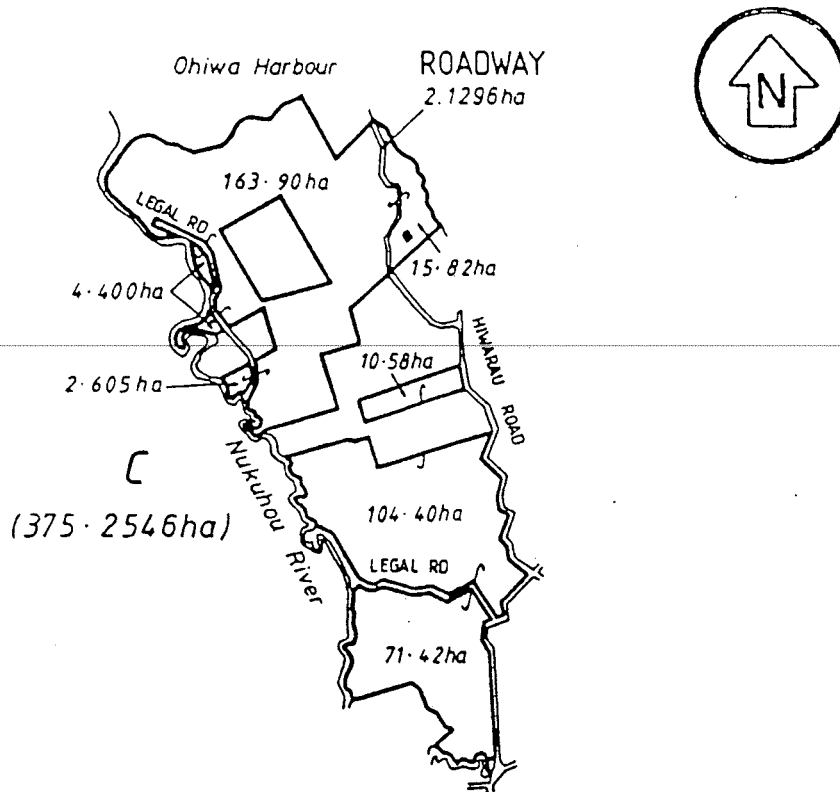 Ohiwa Harbour
ROADWAY
2.1296ha
N
163·90ha
LEGAL RD
15·82ha
4·400ha
HIWARAU ROAD
10·58ha
2·605ha
Nukuhou River
C
(375·2546ha)
104·40ha
LEGAL RD
71·42ha